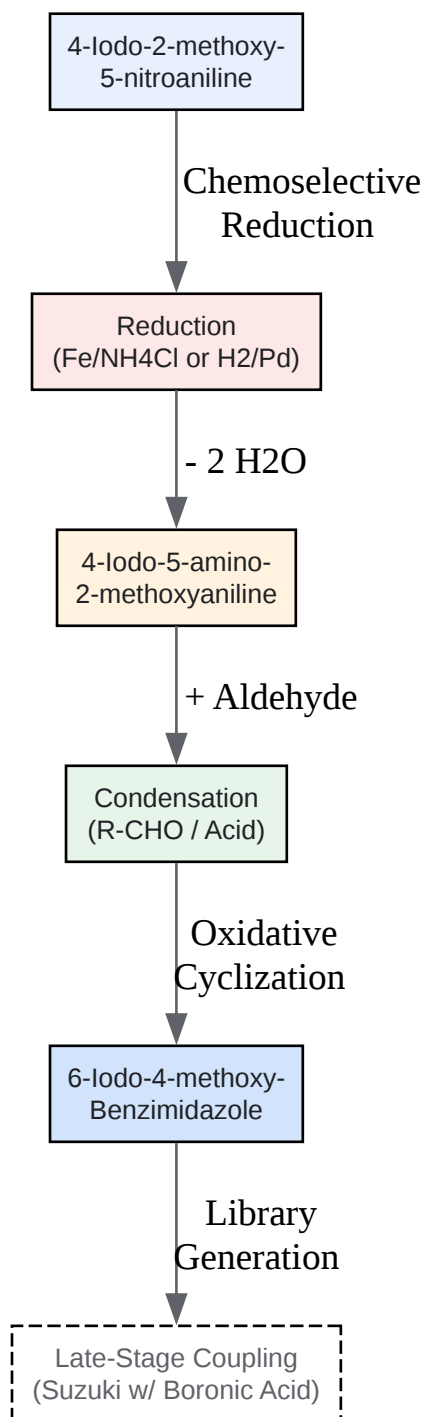 4-Iodo-2-methoxy-
5-nitroaniline
Chemoselective
Reduction
Reduction
(Fe/NH4Cl or H2/Pd)
- 2 H2O
4-Iodo-5-amino-
2-methoxyaniline
+ Aldehyde
Condensation
(R-CHO / Acid)
Oxidative
Cyclization
6-Iodo-4-methoxy-
Benzimidazole
Library
Generation
Late-Stage Coupling
(Suzuki w/ Boronic Acid)